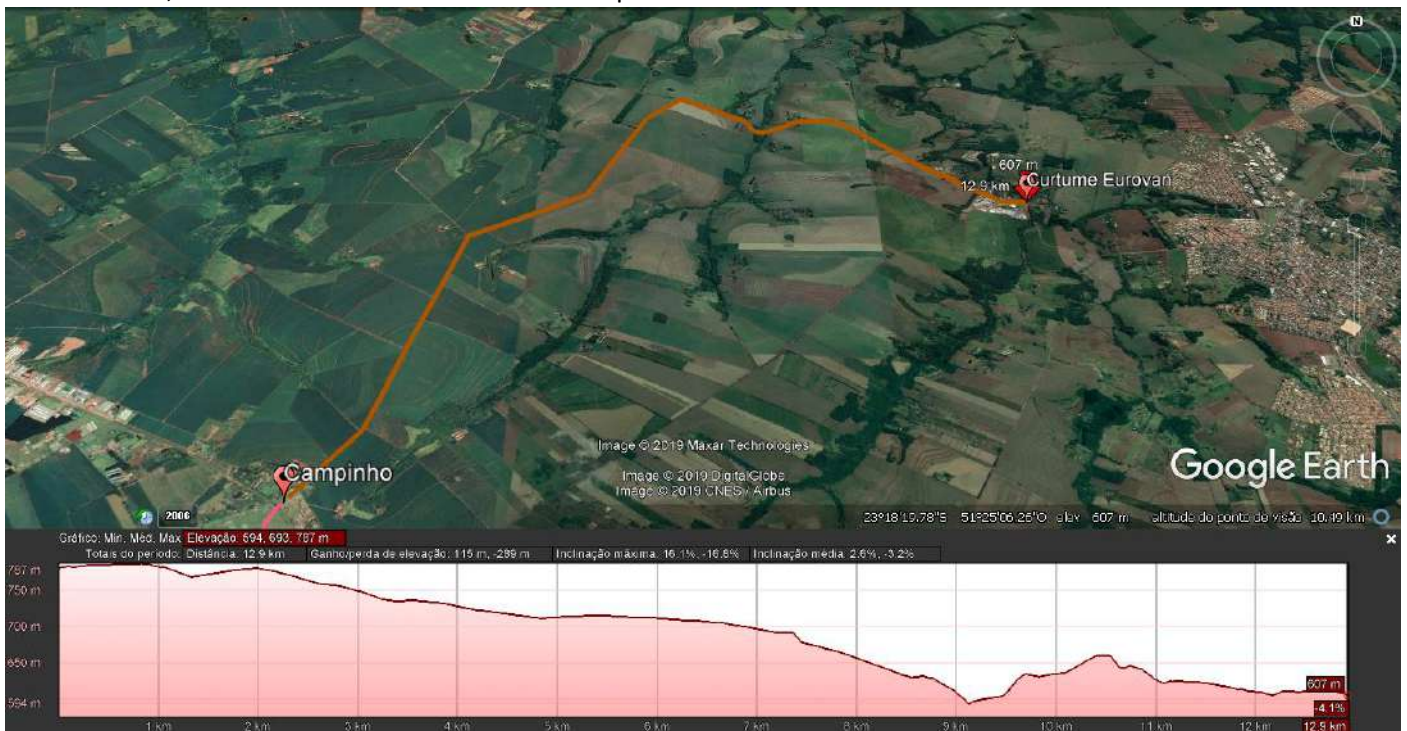 N
607 m
12.9 km
Curtume Eurovan
Campinho
Image © 2019 Maxar Technologies
Image © 2019 DigitalGlobe
Image © 2019 CNES / Airbus
Google Earth
2006
23°18'19.78"S 51°25'06.26"O elev 607 m altitude do ponto de visão 10.49 km
Gráfico: Min, Méd, Max Elevação: 594, 693, 787 m
Totais do período: Distância: 12.9 km Ganho/perda de elevação: 115 m, -289 m Inclinação máxima: 16.1%, -16.8% Inclinação média: 2.8%, -3.2%
787 m
750 m
700 m
650 m
594 m
607 m
-4.1%
1 km 2 km 3 km 4 km 5 km 6 km 7 km 8 km 9 km 10 km 11 km 12 km 12.9 km